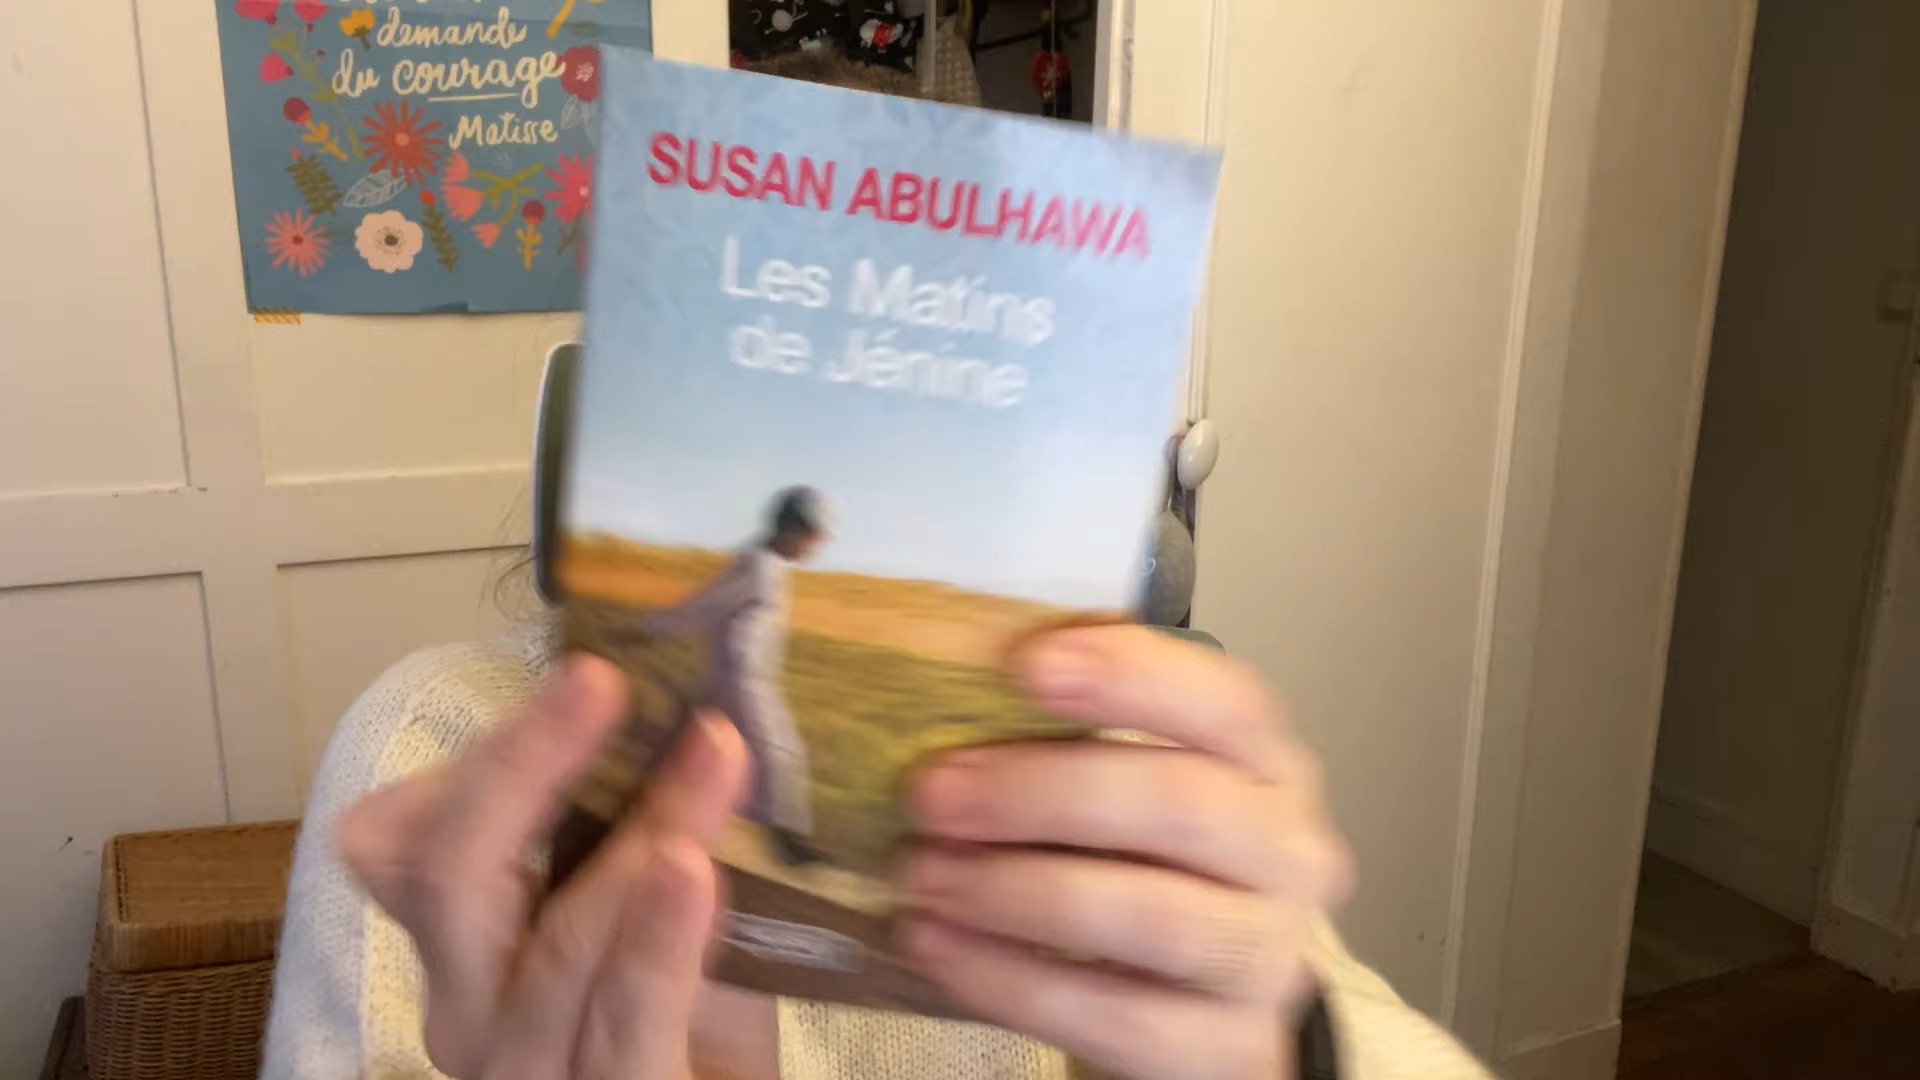 demande
du courage
Matisse
SUSAN ABULHAWA
Les Matins
de Jénine